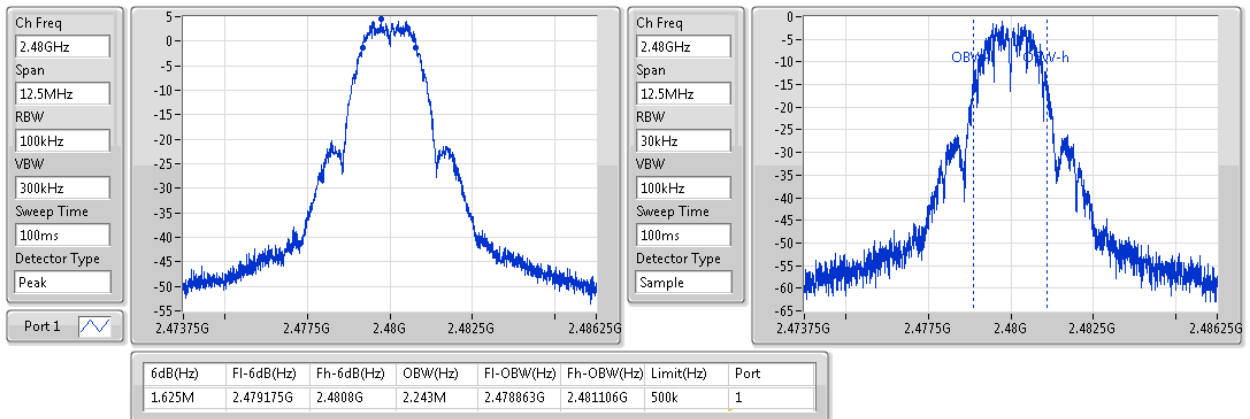 Ch Freq
2.48GHz
Span
12.5MHz
RBW
100kHz
VBW
300kHz
Sweep Time
100ms
Detector Type
Peak
Port 1
5
0
-5
-10
-15
-20
-25
-30
-35
-40
-45
-50
-55
2.47375G 2.4775G 2.48G 2.4825G 2.48625G
Ch Freq
2.48GHz
Span
12.5MHz
RBW
30kHz
VBW
100kHz
Sweep Time
100ms
Detector Type
Sample
0
-5
-10
-15
-20
-25
-30
-35
-40
-45
-50
-55
-60
-65
OBW-h
2.47375G 2.4775G 2.48G 2.4825G 2.48625G
6dB(Hz) Fl-6dB(Hz) Fh-6dB(Hz) OBW(Hz) Fl-OBW(Hz) Fh-OBW(Hz) Limit(Hz) Port
1.625M 2.479175G 2.4808G 2.243M 2.478863G 2.481106G 500k 1